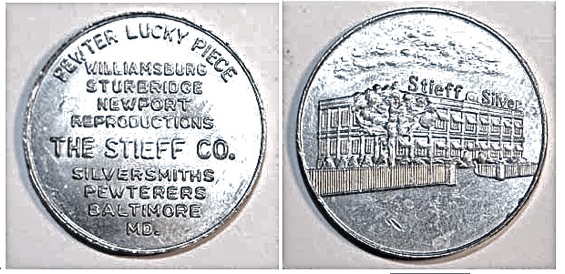 PEWTER LUCKY PIECE
WILLIAMSBURG
STURBRIDGE
NEWPORT
REPRODUCTIONS
THE STIEFF CO.
SILVERSMITHS
PEWTERERS
BALTIMORE
MD.
Stieff Silver